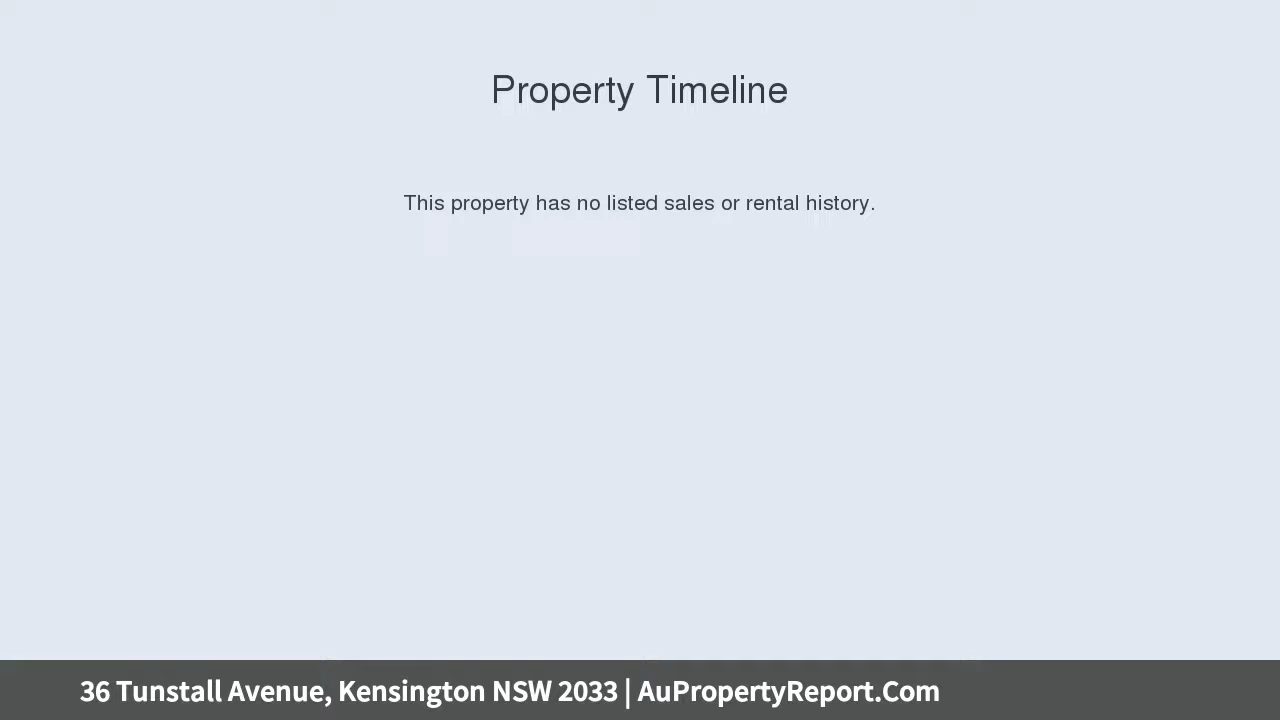 Property Timeline
This property has no listed sales or rental history.
36 Tunstall Avenue, Kensington NSW 2033 | AuPropertyReport.Com